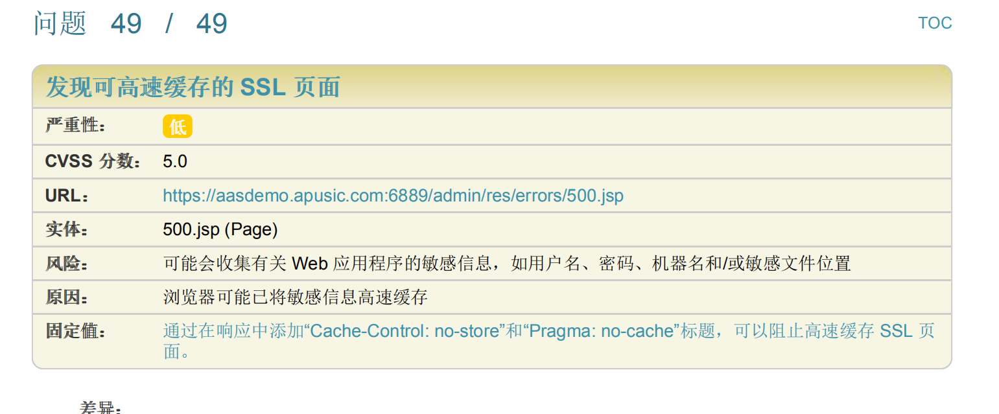 问题 49 / 49
TOC
发现可高速缓存的 SSL 页面
严重性： 低
CVSS 分数： 5.0
URL： https://aasdemo.apusic.com:6889/admin/res/errors/500.jsp
实体： 500.jsp (Page)
风险： 可能会收集有关 Web 应用程序的敏感信息，如用户名、密码、机器名和/或敏感文件位置
原因： 浏览器可能已将敏感信息高速缓存
固定值： 通过在响应中添加“Cache-Control: no-store”和“Pragma: no-cache”标题，可以阻止高速缓存 SSL 页
面。
差异：